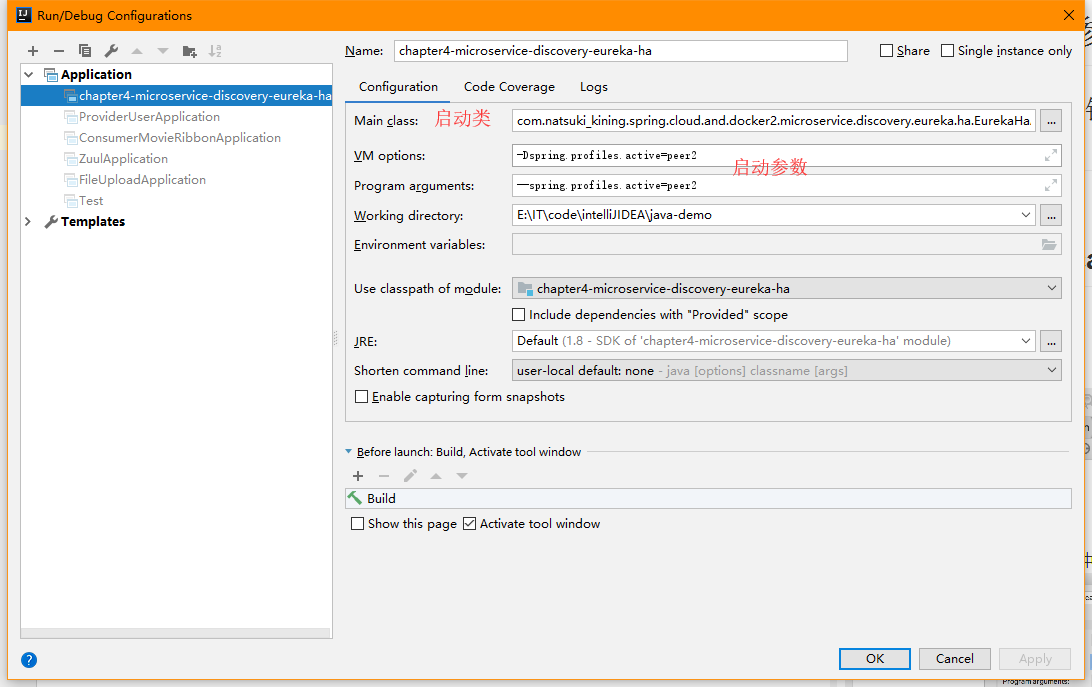 Run/Debug Configurations
Name: chapter4-microservice-discovery-eureka-ha
Share
Single instance only
Application
chapter4-microservice-discovery-eureka-ha
ProviderUserApplication
ConsumerMovieRibbonApplication
ZuulApplication
FileUploadApplication
Test
Templates
Configuration
Code Coverage
Logs
Main class: 启动类 com.natsuki_kining.spring.cloud.and.docker2.microservice.discovery.eureka.ha.EurekaHA. ...
VM options: -Dspring.profiles.active=peer2
启动参数
Program arguments: --spring.profiles.active=peer2
Working directory: E:\IT\code\intelliJIDEA\java-demo ...
Environment variables:
Use classpath of module: chapter4-microservice-discovery-eureka-ha
Include dependencies with "Provided" scope
JRE: Default (1.8 - SDK of 'chapter4-microservice-discovery-eureka-ha' module) ...
Shorten command line: user-local default: none - java [options] classname [args]
Enable capturing form snapshots
Before launch: Build, Activate tool window
Build
Show this page
Activate tool window
OK
Cancel
Apply
Program arguments: